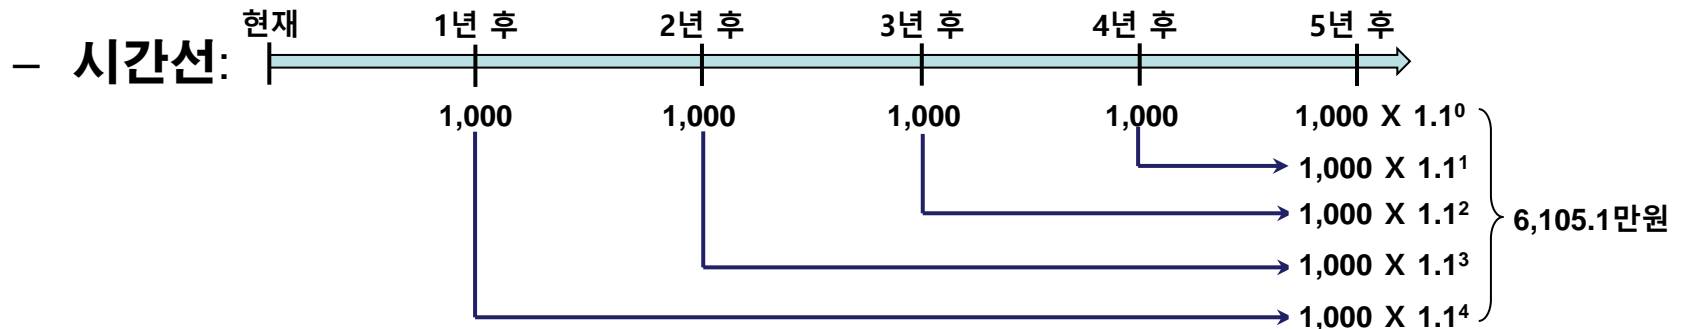 현재 1년 후 2년 후 3년 후 4년 후 5년 후
– 시간선:
1,000 1,000 1,000 1,000 1,000 X 1.1⁰
1,000 X 1.1¹
1,000 X 1.1²
6,105.1만원
1,000 X 1.1³
1,000 X 1.1⁴